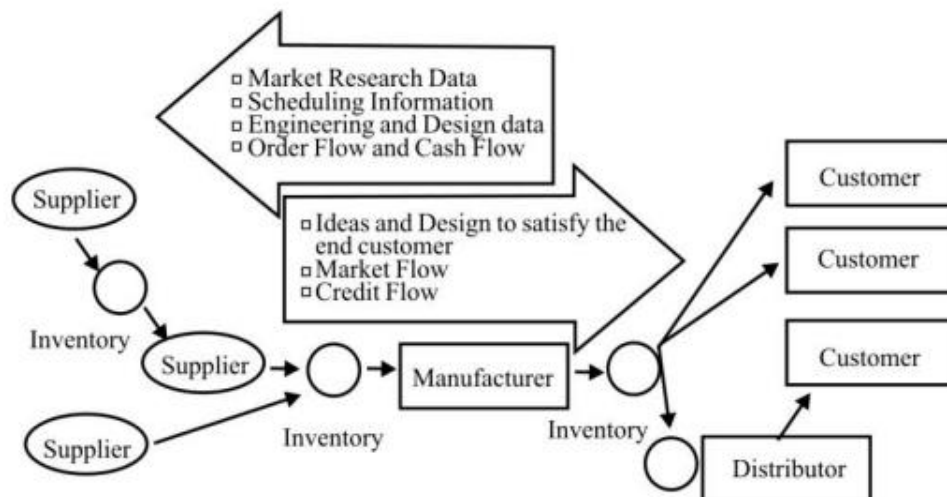 □ Market Research Data
□ Scheduling Information
□ Engineering and Design data
□ Order Flow and Cash Flow
Supplier
Customer
□ Ideas and Design to satisfy the
end customer
□ Market Flow
□ Credit Flow
Customer
Inventory
Supplier
Manufacturer
Customer
Supplier
Inventory
Inventory
Distributor